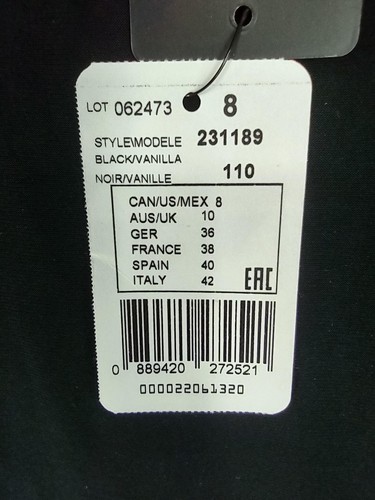 LOT 062473 8
STYLE\MODELE 231189
BLACK/VANILLA
NOIR/VANILLE 110
CAN/US/MEX 8
AUS/UK 10
GER 36
FRANCE 38
SPAIN 40
ITALY 42
EAC
0 889420 272521
000022061320